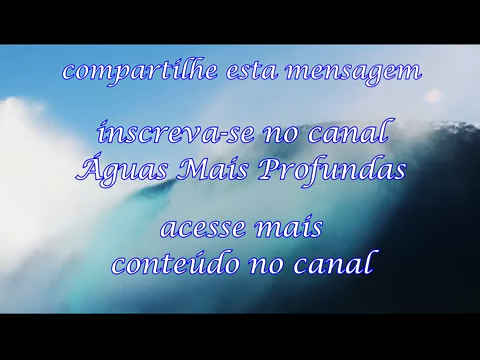 compartilhe esta mensagem
inscreva-se no canal
Águas Mais Profundas
acesse mais
conteúdo no canal